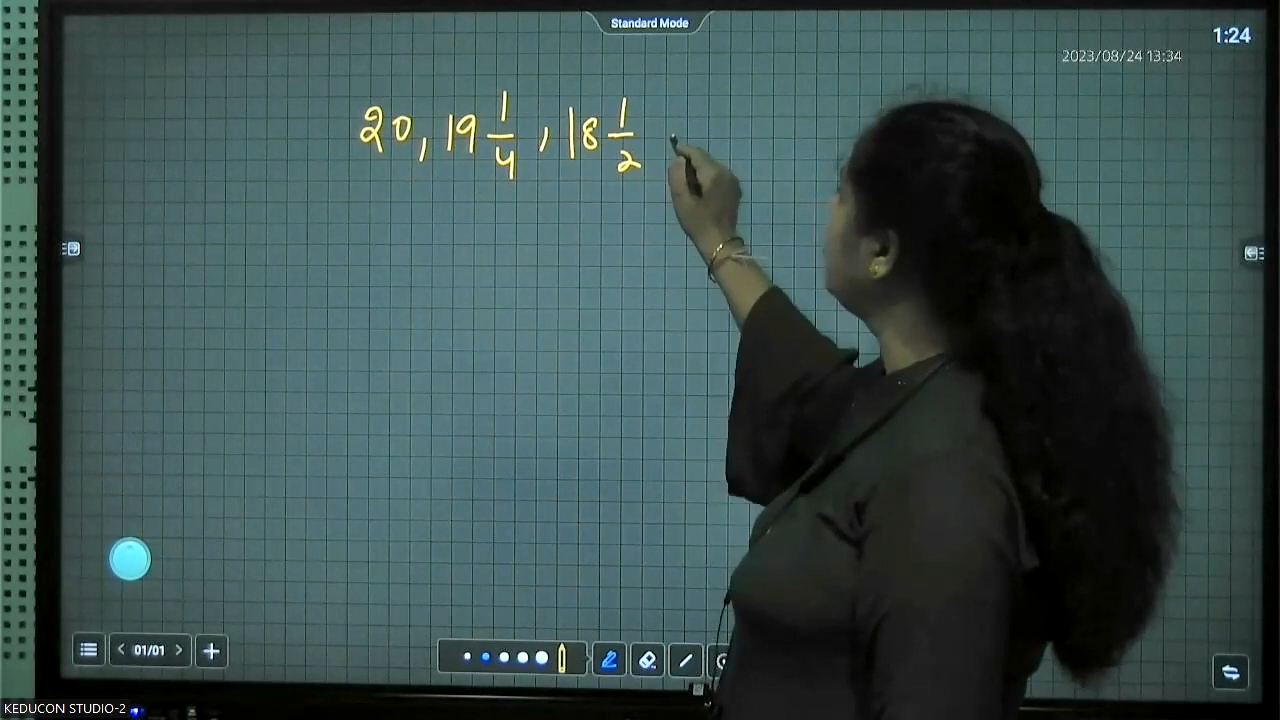 Standard Mode
1:24
2023/08/24 13:34
20, 19 1/4, 18 1/2
01/01
KEDUCON STUDIO-2